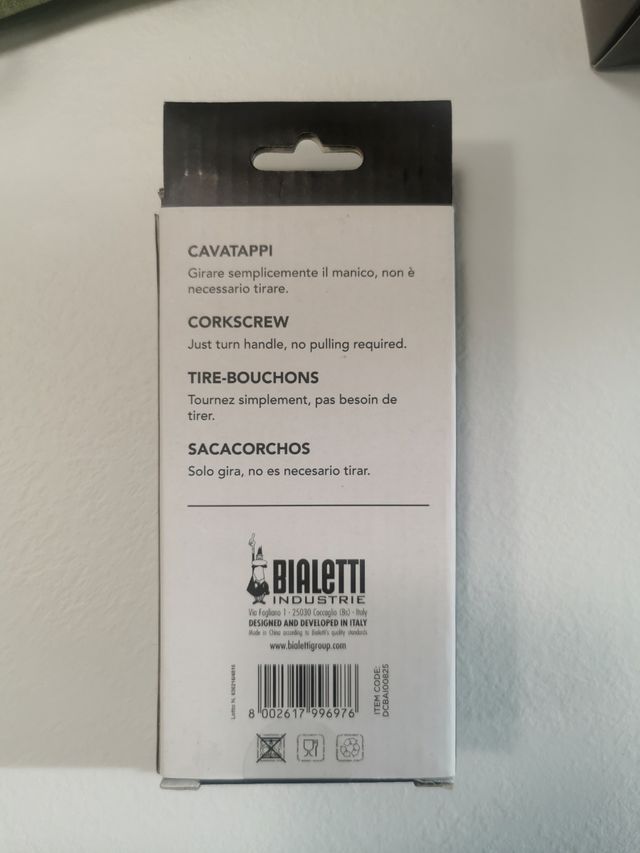 CAVATAPPI
Girare semplicemente il manico, non è
necessario tirare.
CORKSCREW
Just turn handle, no pulling required.
TIRE-BOUCHONS
Tournez simplement, pas besoin de
tirer.
SACACORCHOS
Solo gira, no es necesario tirar.
BIALETTI
INDUSTRIE
Via Fogliano 1 - 25030 Coccaglio (Bs) - Italy
DESIGNED AND DEVELOPED IN ITALY
Made in China according to Bialetti's quality standards
www.bialettigroup.com
Lotto N.
8 002617 996976
ITEM CODE:
DCBAI00825